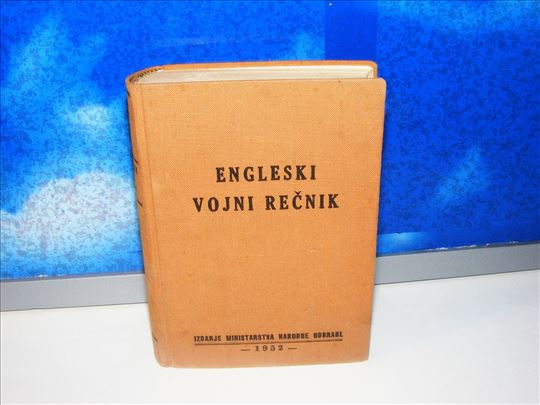 ENGLESKI
VOJNI REČNIK
IZDANJE MINISTARSTVA NARODNE ODBRANE
— 1952 —